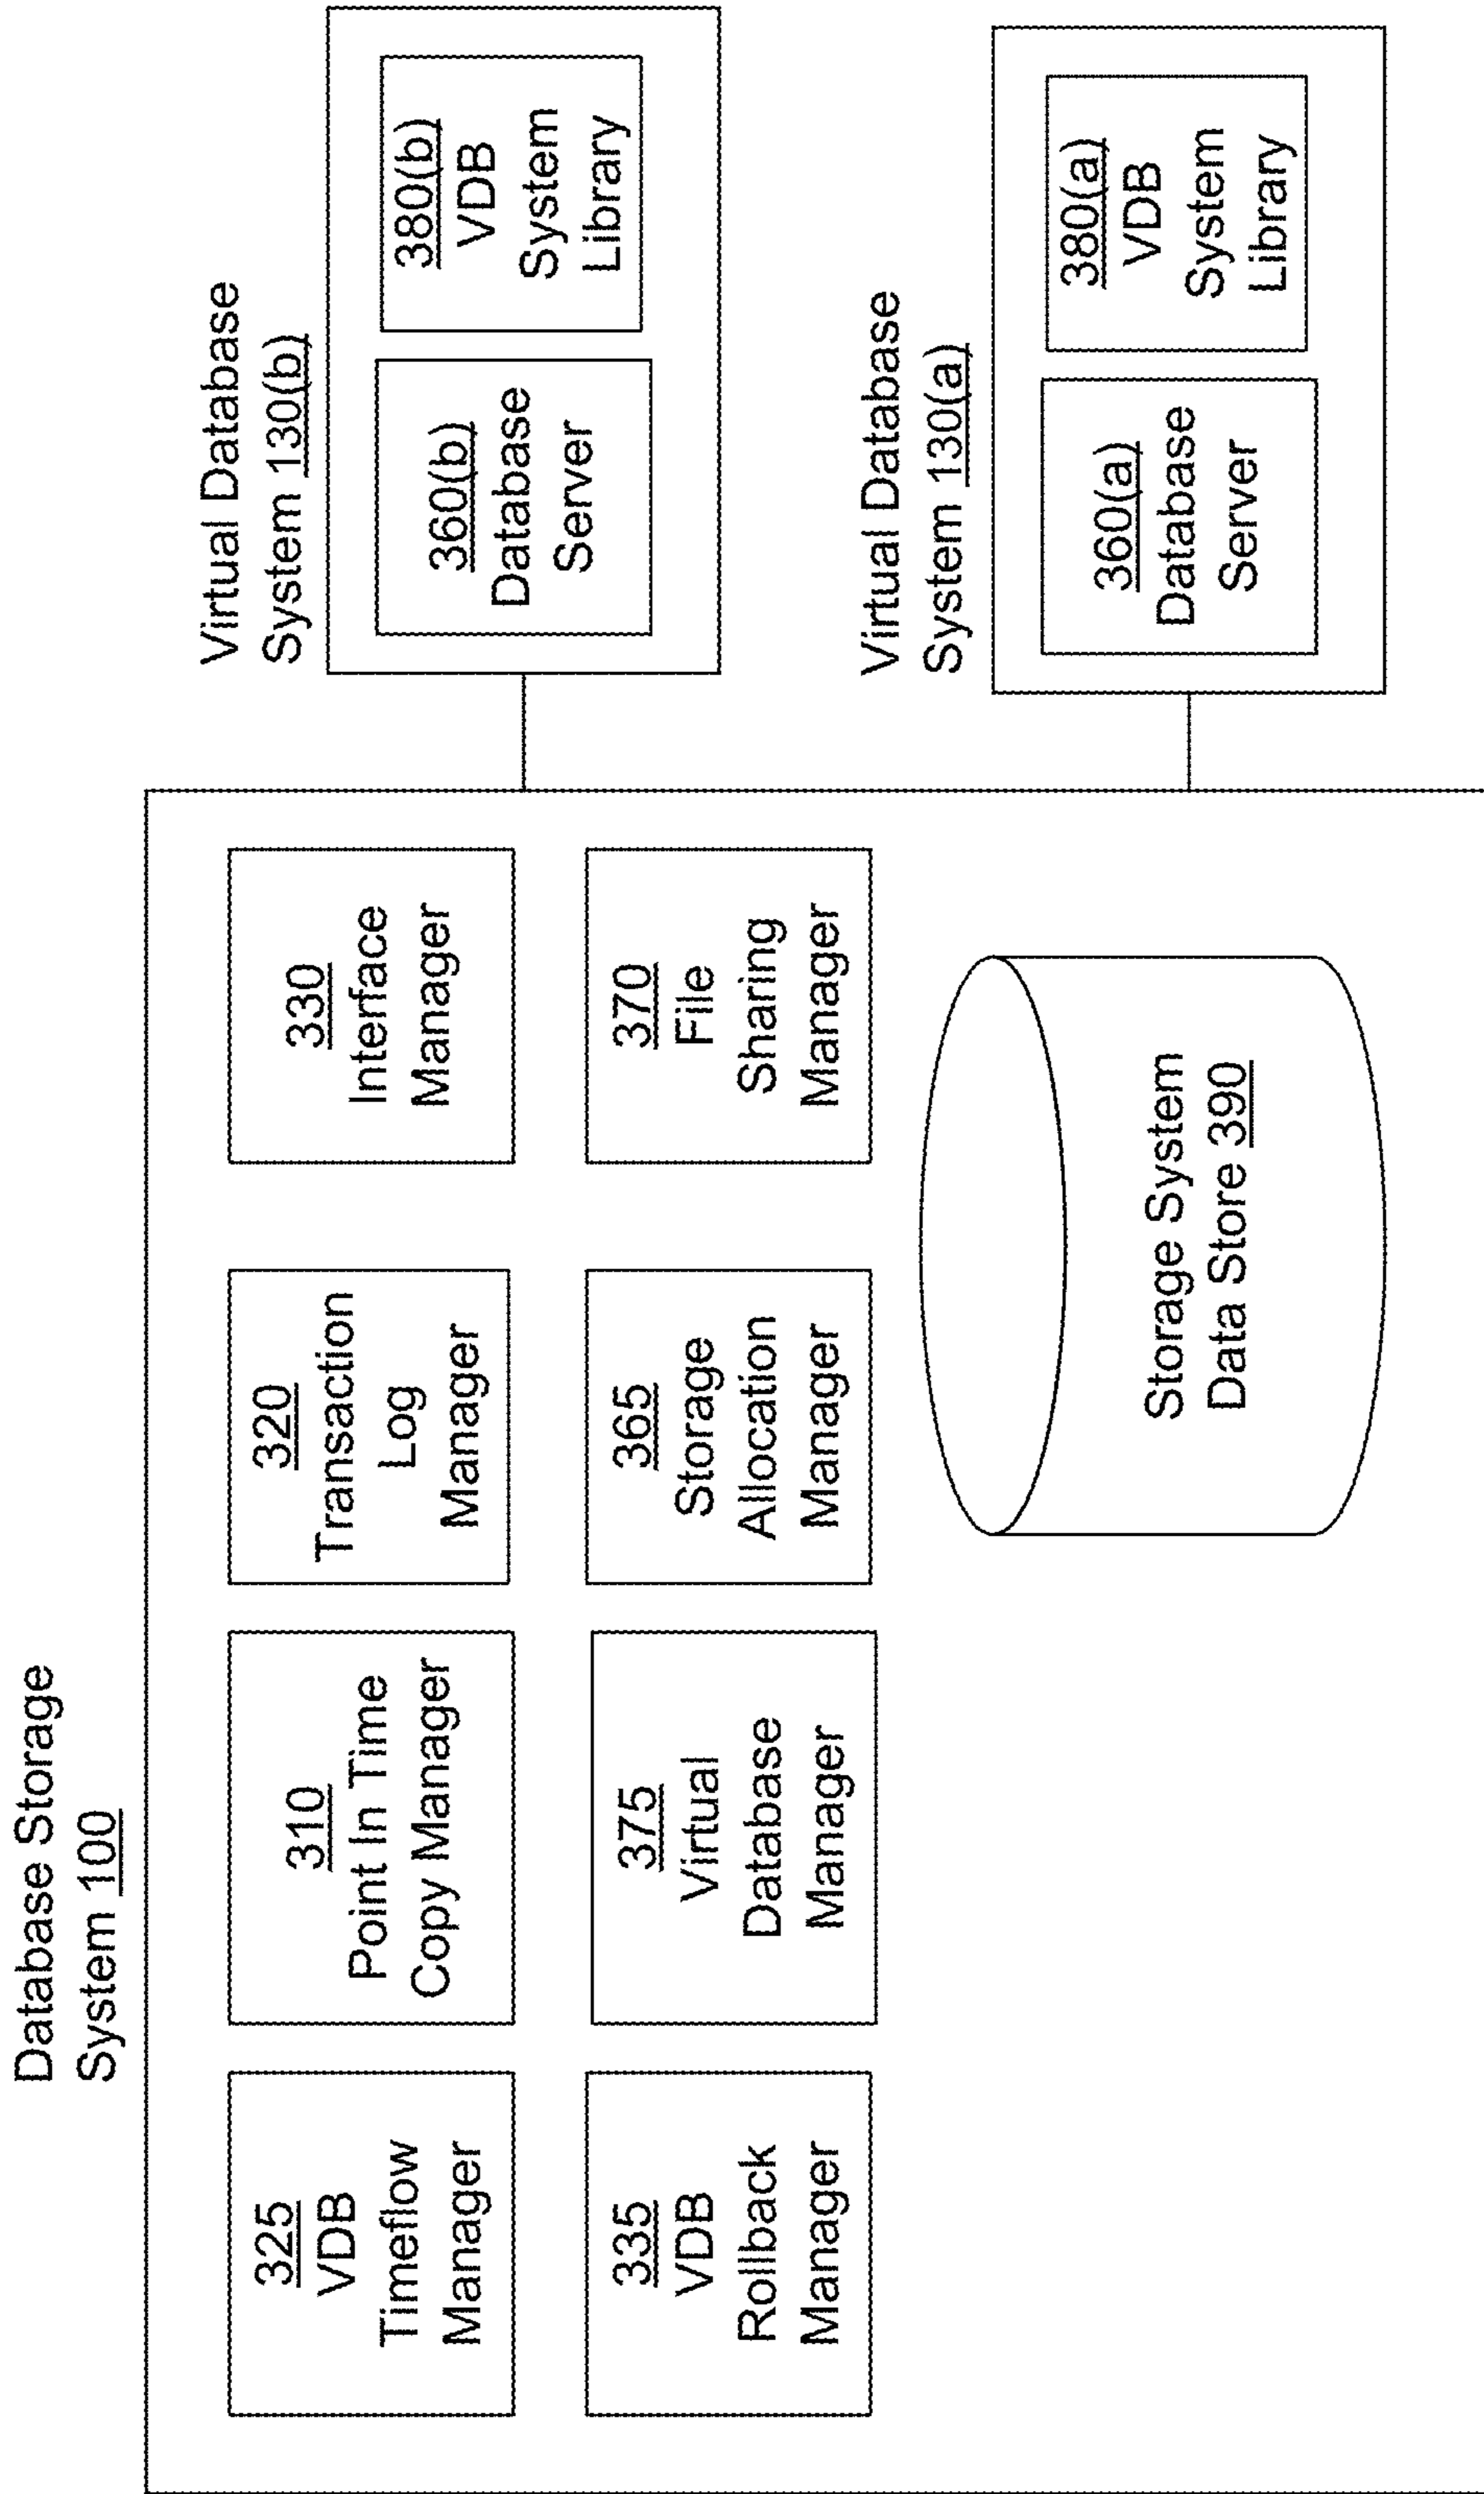 Database Storage
System 100
325
VDB
Timeflow
Manager
310
Point In Time
Copy Manager
320
Transaction
Log
Manager
330
Interface
Manager
335
VDB
Rollback
Manager
375
Virtual
Database
Manager
365
Storage
Allocation
Manager
370
File
Sharing
Manager
Storage System
Data Store 390
Virtual Database
System 130(b)
360(b)
Database
Server
380(b)
VDB
System
Library
Virtual Database
System 130(a)
360(a)
Database
Server
380(a)
VDB
System
Library